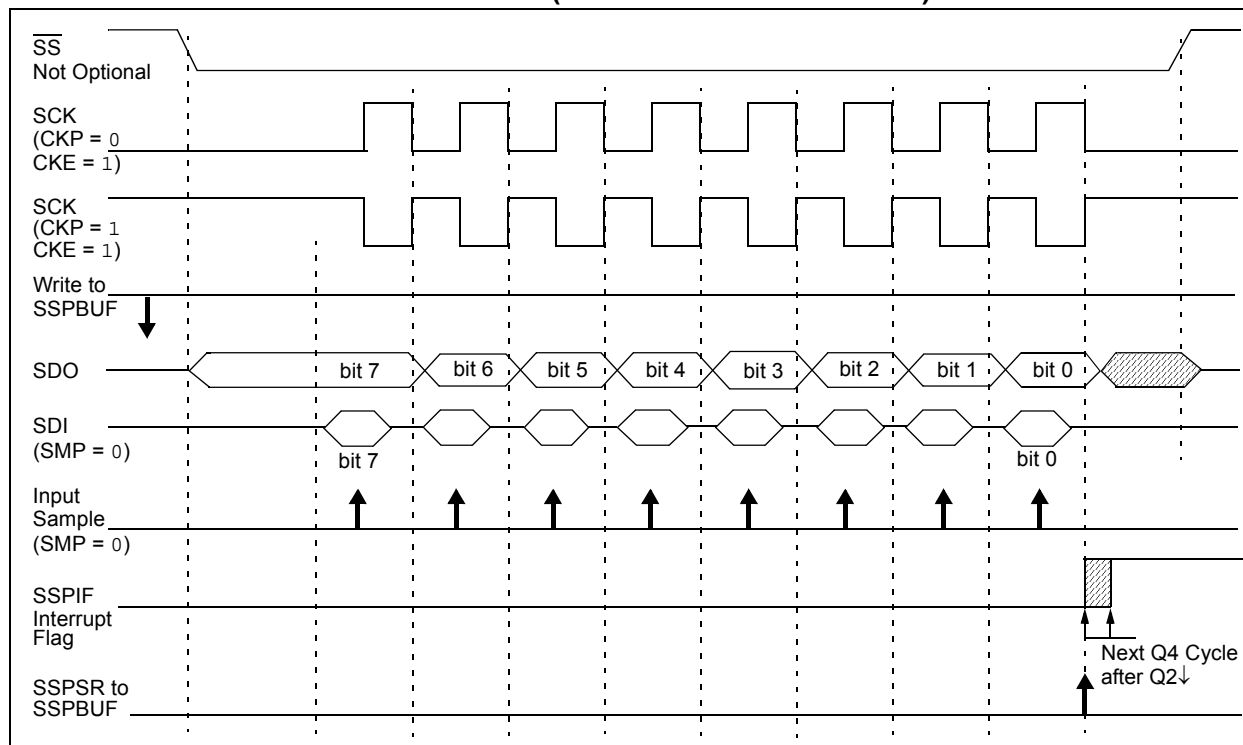 SS
Not Optional
SCK
(CKP = 0
CKE = 1)
SCK
(CKP = 1
CKE = 1)
Write to
SSPBUF
SDO
bit 7 bit 6 bit 5 bit 4 bit 3 bit 2 bit 1 bit 0
SDI
(SMP = 0)
bit 7 bit 0
Input
Sample
(SMP = 0)
SSPIF
Interrupt
Flag
Next Q4 Cycle
after Q2↓
SSPSR to
SSPBUF